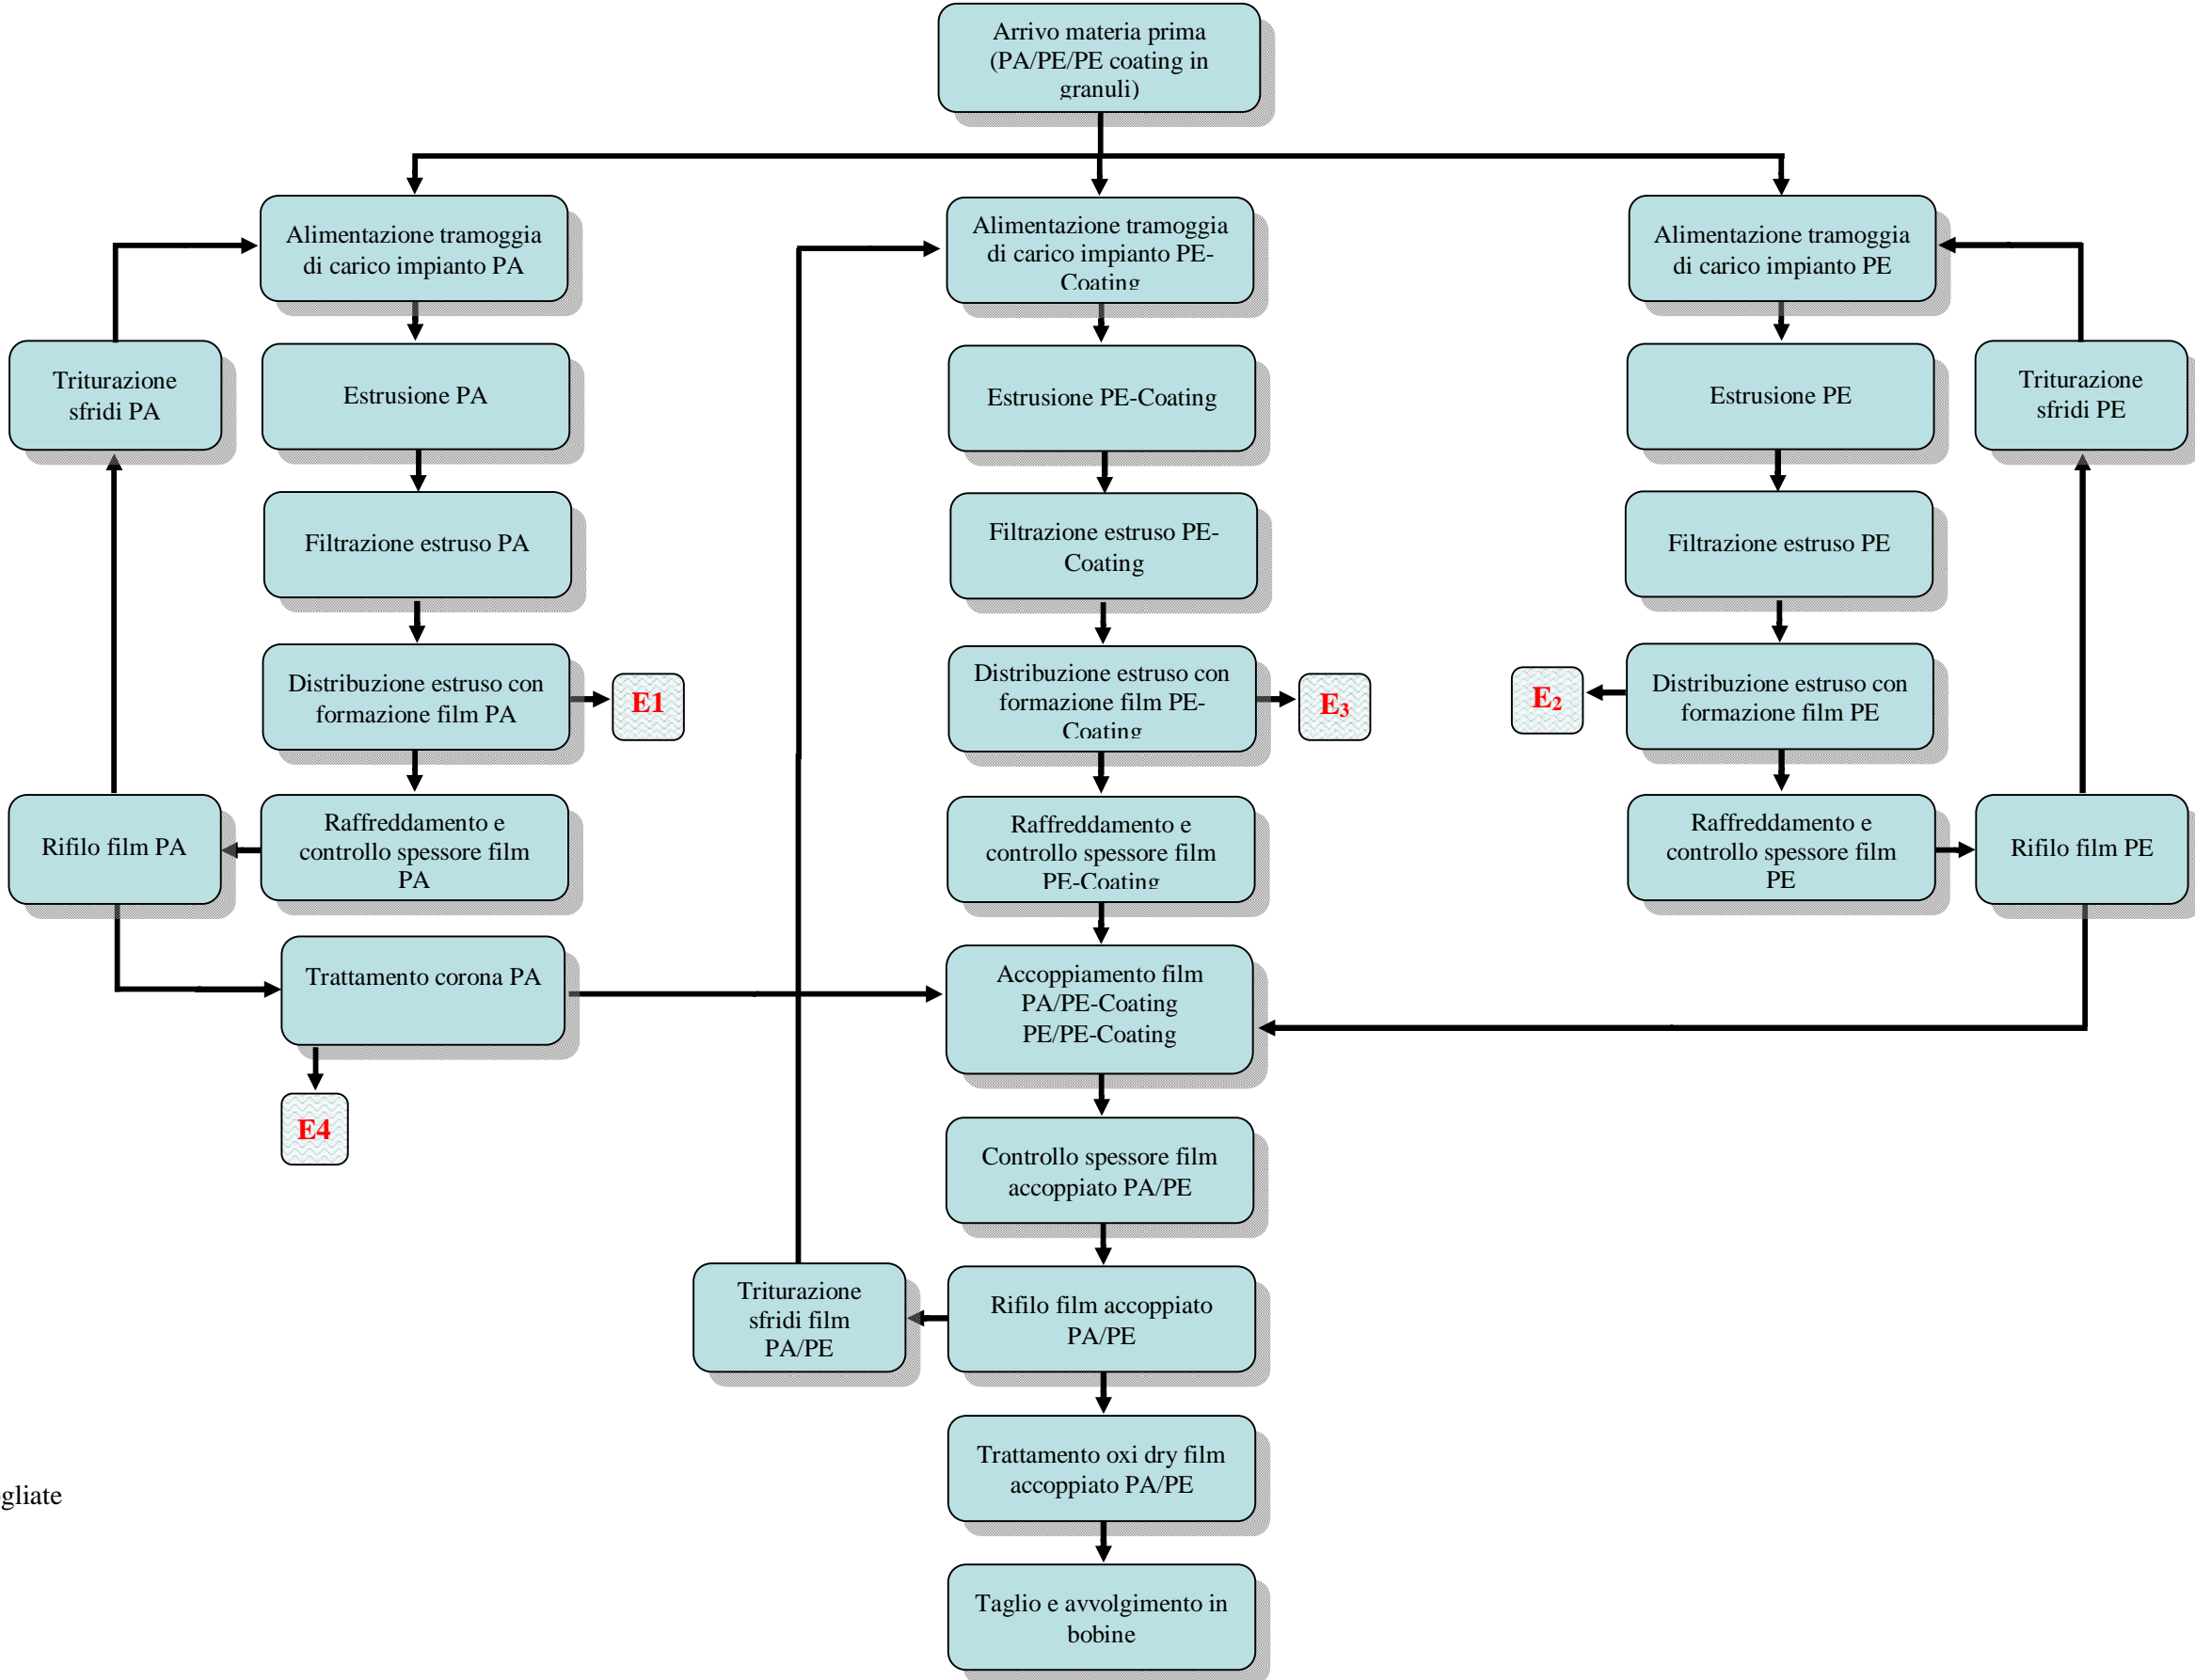 Arrivo materia prima
(PA/PE/PE coating in
granuli)
Alimentazione tramoggia
di carico impianto PA
Alimentazione tramoggia
di carico impianto PE-
Coating
Alimentazione tramoggia
di carico impianto PE
Triturazione
sfridi PA
Estrusione PA
Estrusione PE-Coating
Estrusione PE
Triturazione
sfridi PE
Filtrazione estruso PA
Filtrazione estruso PE-
Coating
Filtrazione estruso PE
Distribuzione estruso con
formazione film PA
E1
Distribuzione estruso con
formazione film PE-
Coating
E3
E2
Distribuzione estruso con
formazione film PE
Rifilo film PA
Raffreddamento e
controllo spessore film
PA
Raffreddamento e
controllo spessore film
PE-Coating
Raffreddamento e
controllo spessore film
PE
Rifilo film PE
Trattamento corona PA
Accoppiamento film
PA/PE-Coating
PE/PE-Coating
E4
Controllo spessore film
accoppiato PA/PE
Triturazione
sfridi film
PA/PE
Rifilo film accoppiato
PA/PE
Trattamento oxi dry film
accoppiato PA/PE
gliate
Taglio e avvolgimento in
bobine